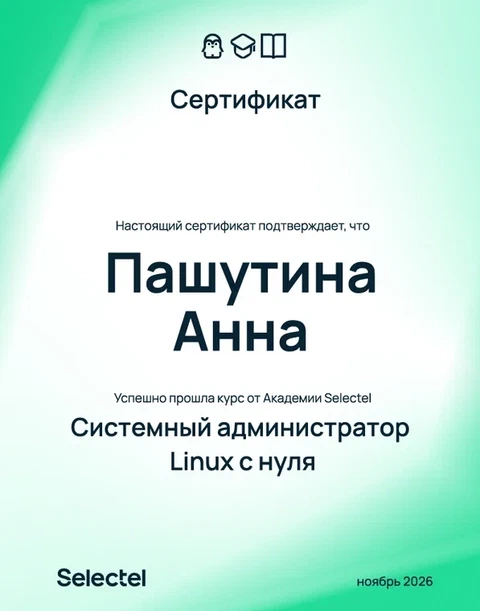 Сертификат
Настоящий сертификат подтверждает, что
Пашутина
Анна
Успешно прошла курс от Академии Selectel
Системный администратор
Linux с нуля
Selectel
ноябрь 2026